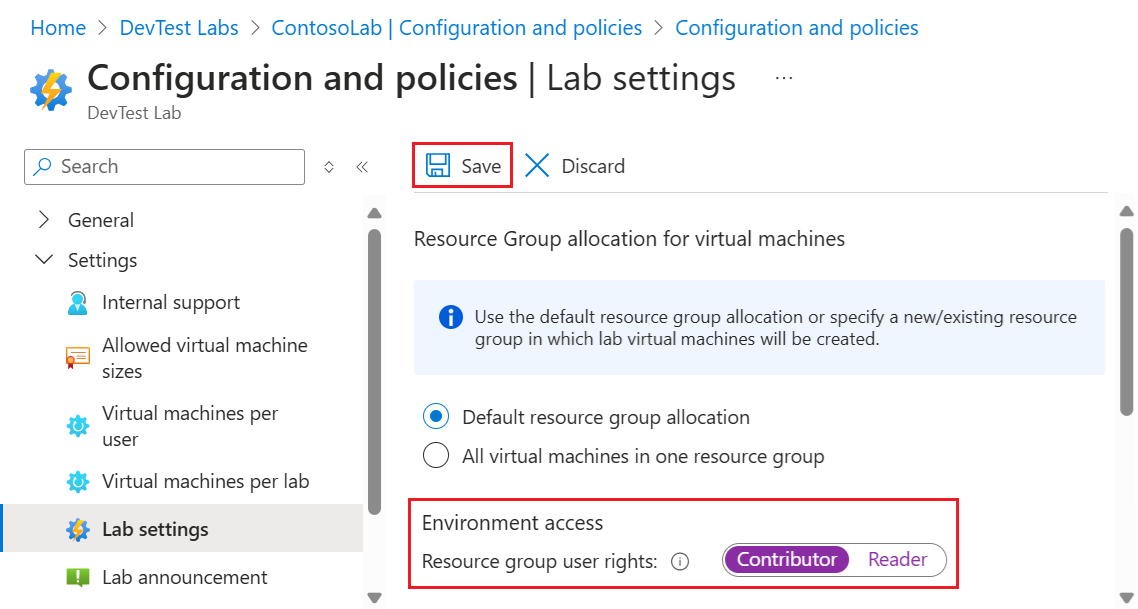 Home > DevTest Labs > ContosoLab | Configuration and policies > Configuration and policies
Configuration and policies | Lab settings ...
DevTest Lab
Search
Save
Discard
General
Settings
Internal support
Allowed virtual machine
sizes
Virtual machines per
user
Virtual machines per lab
Lab settings
Lab announcement
Resource Group allocation for virtual machines
Use the default resource group allocation or specify a new/existing resource
group in which lab virtual machines will be created.
Default resource group allocation
All virtual machines in one resource group
Environment access
Resource group user rights:
Contributor
Reader